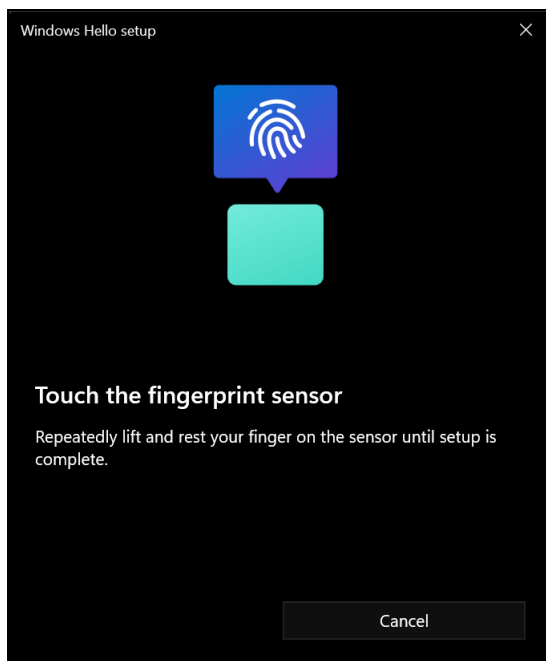 Windows Hello setup
Touch the fingerprint sensor
Repeatedly lift and rest your finger on the sensor until setup is
complete.
Cancel